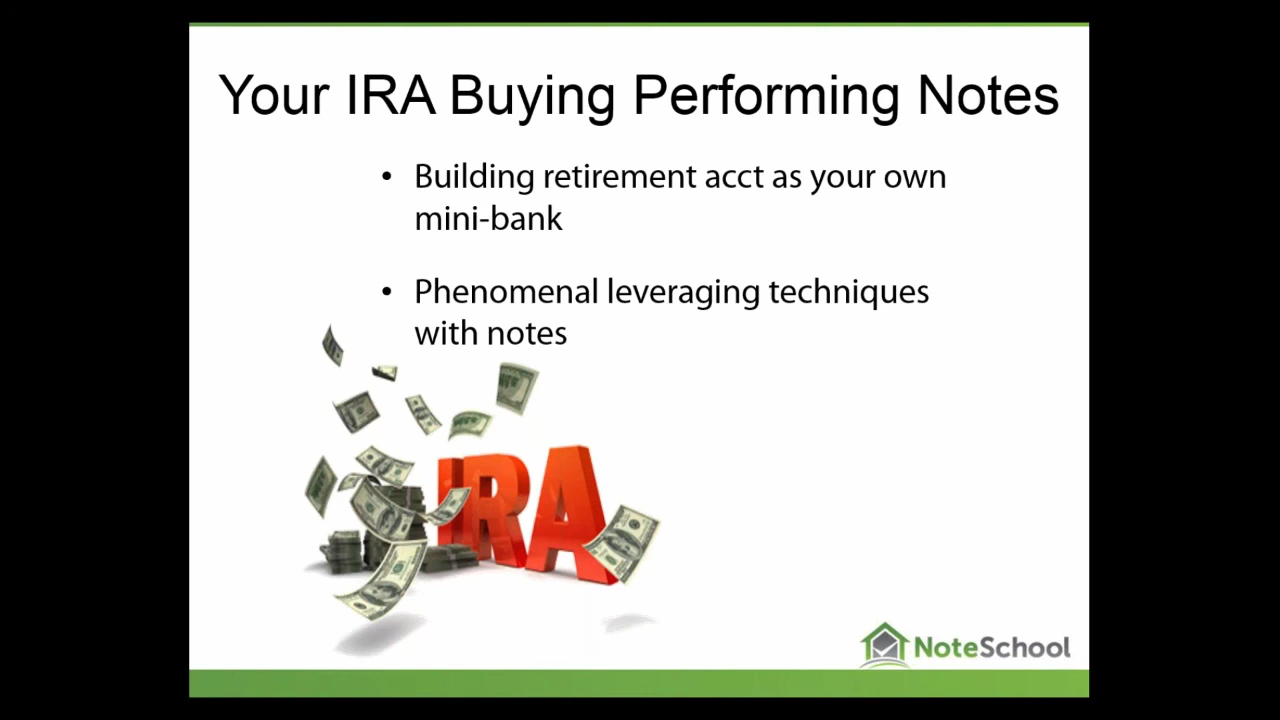 Your IRA Buying Performing Notes
• Building retirement acct as your own
mini-bank
• Phenomenal leveraging techniques
with notes
IRA
NoteSchool